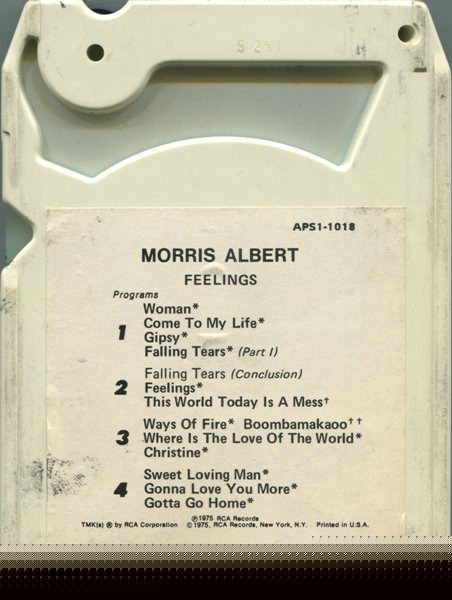 S 24
APS1-1018
MORRIS ALBERT
FEELINGS
Programs
1
Woman*
Come To My Life*
Gipsy*
Falling Tears* (Part I)
2
Falling Tears (Conclusion)
Feelings*
This World Today Is A Mess†
3
Ways Of Fire* Boombamakaoo††
Where Is The Love Of The World*
Christine*
4
Sweet Loving Man*
Gonna Love You More*
Gotta Go Home*
℗1975 RCA Records
TMK(s) ® by RCA Corporation ©1975, RCA Records, New York, N.Y. Printed in U.S.A.